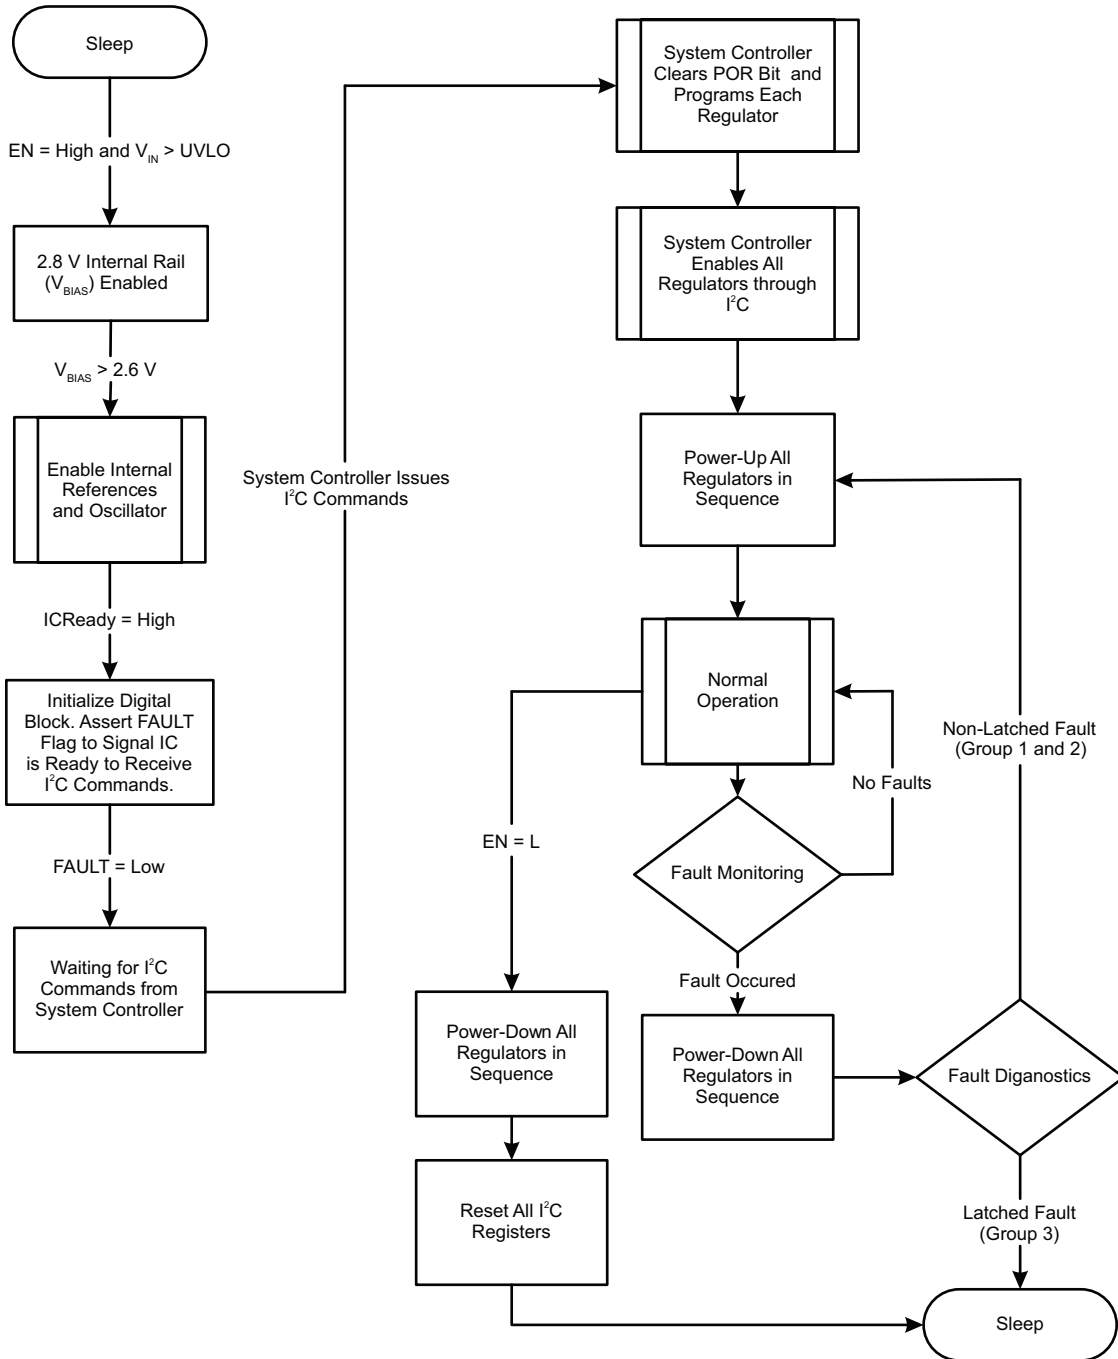 Sleep
EN = High and V_IN > UVLO
2.8 V Internal Rail
(V_BIAS) Enabled
V_BIAS > 2.6 V
Enable Internal
References
and Oscillator
ICReady = High
Initialize Digital
Block. Assert FAULT
Flag to Signal IC
is Ready to Receive
I²C Commands.
FAULT = Low
Waiting for I²C
Commands from
System Controller
System Controller Issues
I²C Commands
System Controller
Clears POR Bit and
Programs Each
Regulator
System Controller
Enables All
Regulators through
I²C
Power-Up All
Regulators in
Sequence
Normal
Operation
No Faults
Fault Monitoring
Fault Occured
Power-Down All
Regulators in
Sequence
Fault Diganostics
Non-Latched Fault
(Group 1 and 2)
Latched Fault
(Group 3)
EN = L
Power-Down All
Regulators in
Sequence
Reset All I²C
Registers
Sleep